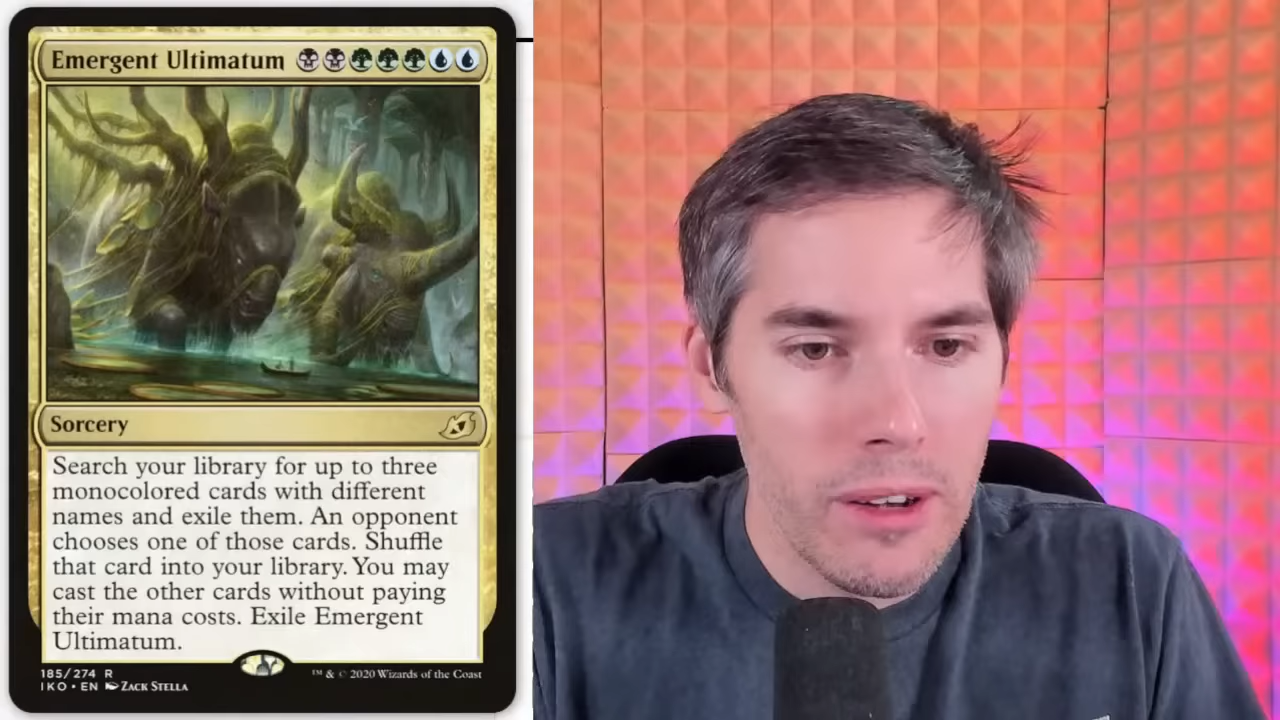 Emergent Ultimatum
Sorcery
Search your library for up to three
monocolored cards with different
names and exile them. An opponent
chooses one of those cards. Shuffle
that card into your library. You may
cast the other cards without paying
their mana costs. Exile Emergent
Ultimatum.
185/274 R
IKO • EN ZACK STELLA
™ & © 2020 Wizards of the Coast